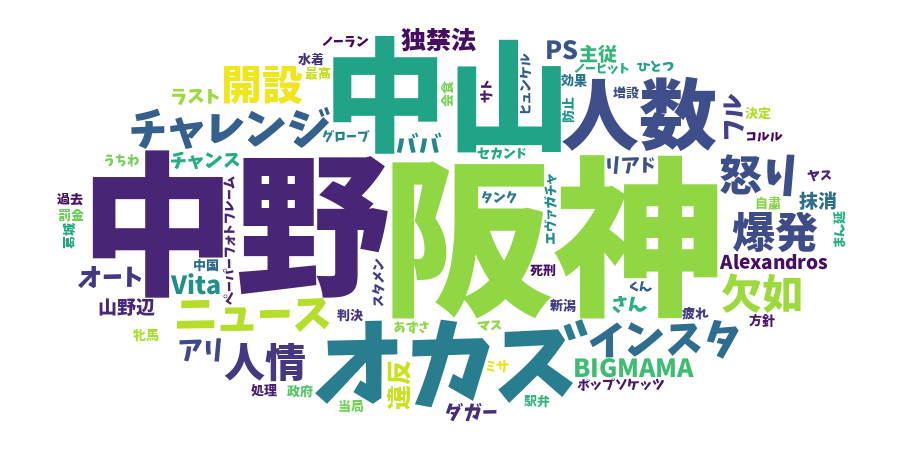 ノーラン
独禁法
水着
最高
中山
PS
主従
ノーヒット
ひとつ
開設
ラスト
会食
サト
ヒュンケル
効果
増設
人数
フル
チャレンジ
グローブ
ババ
防止
決定
コルル
うちわ
チャンス
セカンド
リアド
怒り
ヤス
過去
罰金
葛城
中野
阪神
タンク
エヴァガチャ
自粛
抹消
爆発
まん延
ペーパーフォトフレーム
オート
中国
Vita
スタメン
死刑
Alexandros
山野辺
ニュース
判決
新潟
くん
さん
疲れ
欠如
方針
牝馬
アリ
人情
あずさ
マス
オカズ
インスタ
処理
政府
違反
ミサ
BIGMAMA
ポップソケッツ
当局
ダガー
駅弁